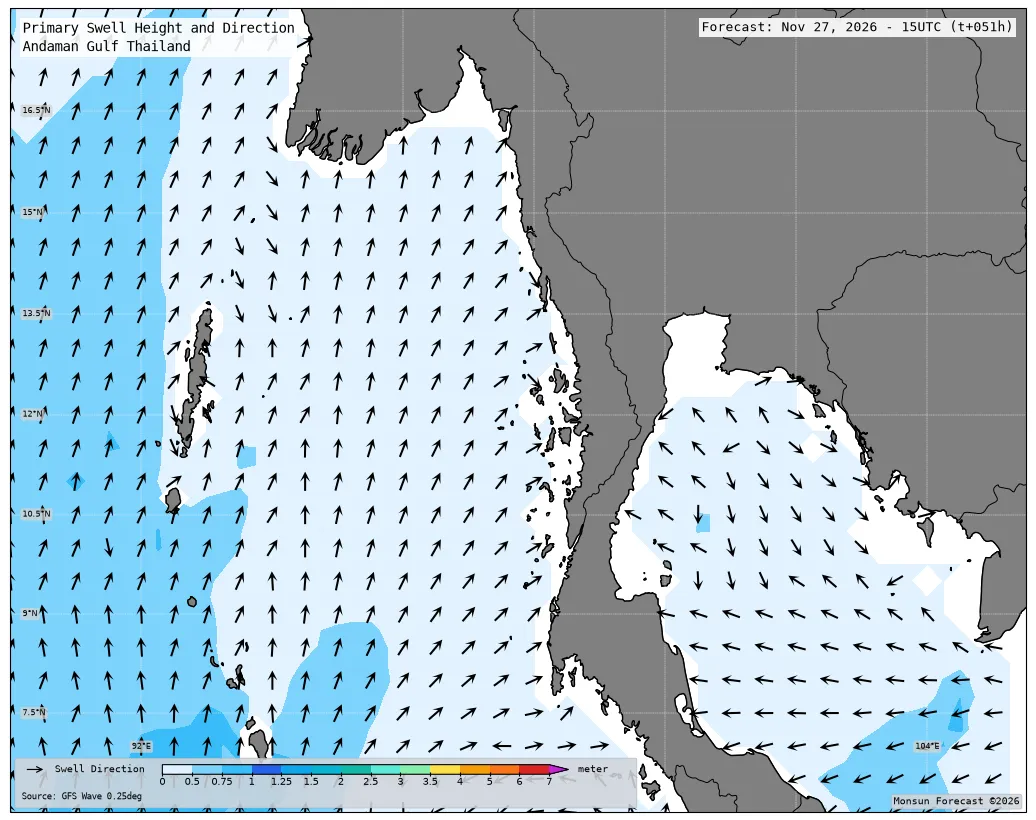 Primary Swell Height and Direction
Andaman Gulf Thailand
Forecast: Nov 27, 2026 - 15UTC (t+051h)
16.5°N
15°N
13.5°N
12°N
10.5°N
9°N
7.5°N
92°E
104°E
Swell Direction
0 0.5 0.75 1 1.25 1.5 2 2.5 3 3.5 4 5 6 7
meter
Source: GFS Wave 0.25deg
Monsun Forecast ©2026